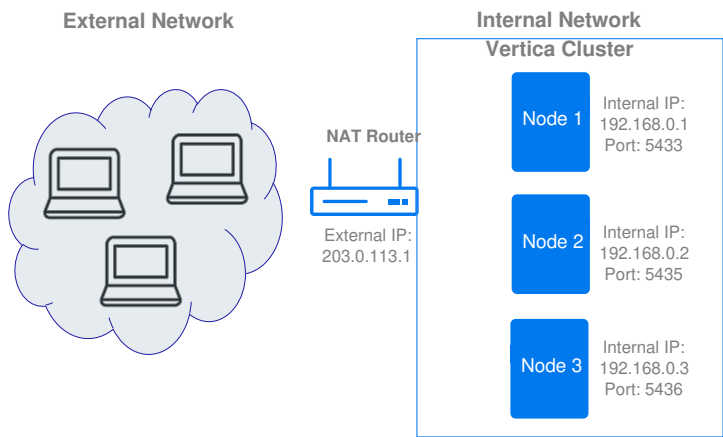 External Network
Internal Network
Vertica Cluster
NAT Router
External IP:
203.0.113.1
Node 1
Internal IP:
192.168.0.1
Port: 5433
Node 2
Internal IP:
192.168.0.2
Port: 5435
Node 3
Internal IP:
192.168.0.3
Port: 5436